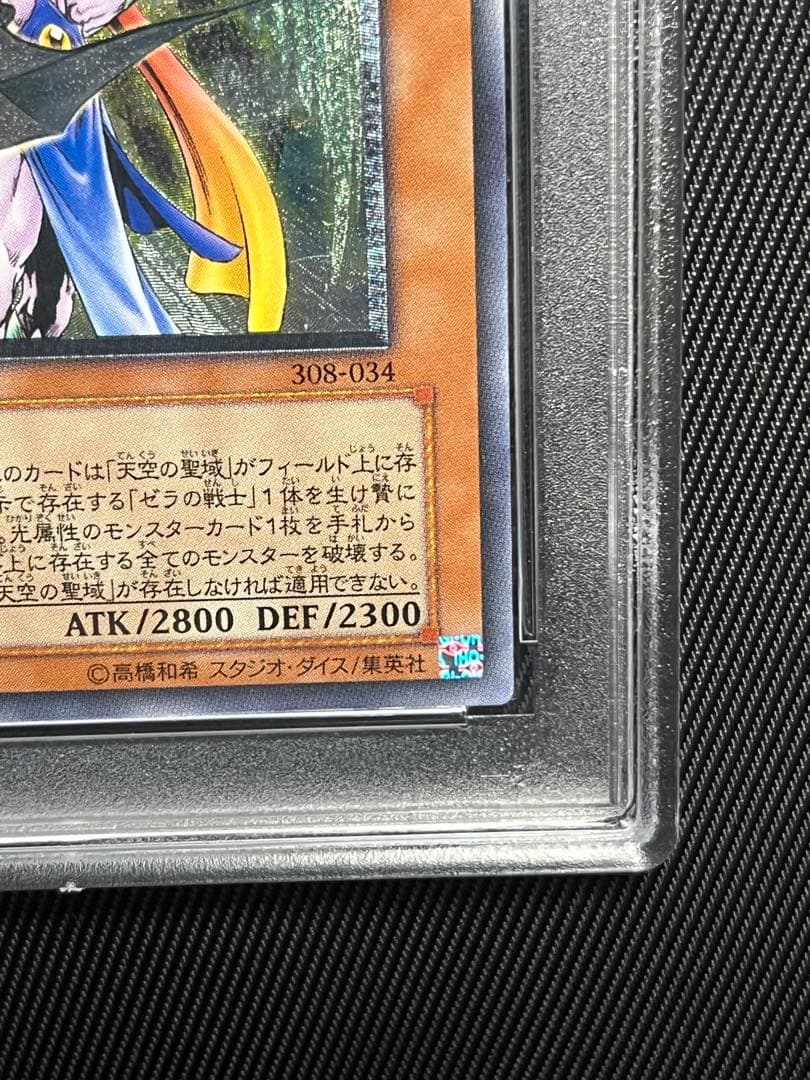 308-034
のカードは「天空の聖域」がフィールド上に存
で存在する「ゼラの戦士」1体を生け贄に
光属性のモンスターカード1枚を手札から
上に存在する全てのモンスターを破壊する。
天空の聖域」が存在しなければ適用できない。
ATK/2800 DEF/2300
©高橋和希 スタジオ・ダイス/集英社